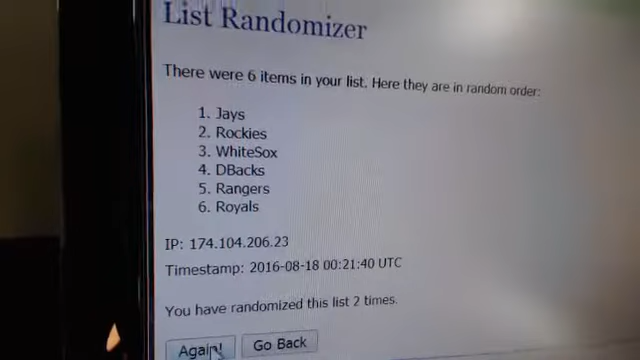 List Randomizer
There were 6 items in your list. Here they are in random order:
1. Jays
2. Rockies
3. WhiteSox
4. DBacks
5. Rangers
6. Royals
IP: 174.104.206.23
Timestamp: 2016-08-18 00:21:40 UTC
You have randomized this list 2 times.
Again! Go Back